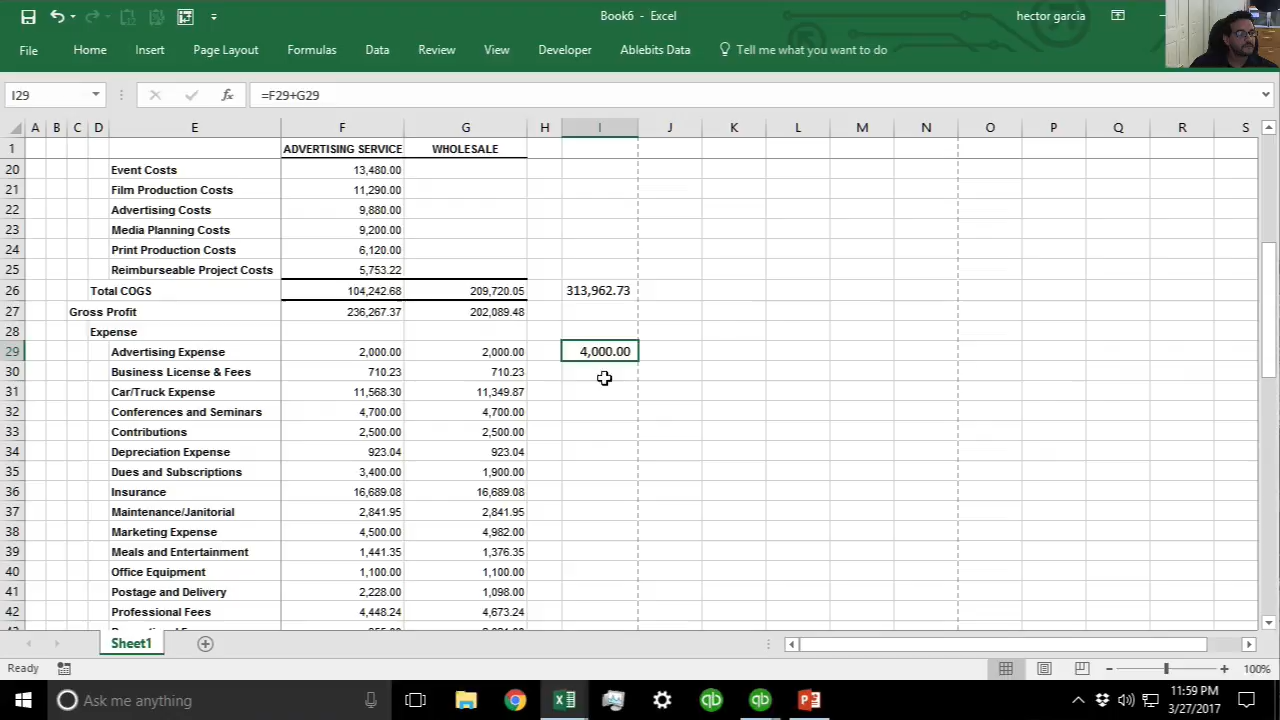 Book6 - Excel
hector garcia
File Home Insert Page Layout Formulas Data Review View Developer Ablebits Data Tell me what you want to do
I29 fx =F29+G29
A B C D E F G H I J K L M N O P Q R S
1 ADVERTISING SERVICE WHOLESALE
20 Event Costs 13,480.00
21 Film Production Costs 11,290.00
22 Advertising Costs 9,880.00
23 Media Planning Costs 9,200.00
24 Print Production Costs 6,120.00
25 Reimburseable Project Costs 5,753.22
26 Total COGS 104,242.68 209,720.05 313,962.73
27 Gross Profit 236,267.37 202,089.48
28 Expense
29 Advertising Expense 2,000.00 2,000.00 4,000.00
30 Business License & Fees 710.23 710.23
31 Car/Truck Expense 11,568.30 11,349.87
32 Conferences and Seminars 4,700.00 4,700.00
33 Contributions 2,500.00 2,500.00
34 Depreciation Expense 923.04 923.04
35 Dues and Subscriptions 3,400.00 1,900.00
36 Insurance 16,689.08 16,689.08
37 Maintenance/Janitorial 2,841.95 2,841.95
38 Marketing Expense 4,500.00 4,982.00
39 Meals and Entertainment 1,441.35 1,376.35
40 Office Equipment 1,100.00 1,100.00
41 Postage and Delivery 2,228.00 1,098.00
42 Professional Fees 4,448.24 4,673.24
Sheet1
Ready 100%
Ask me anything qb qb 11:59 PM
3/27/2017